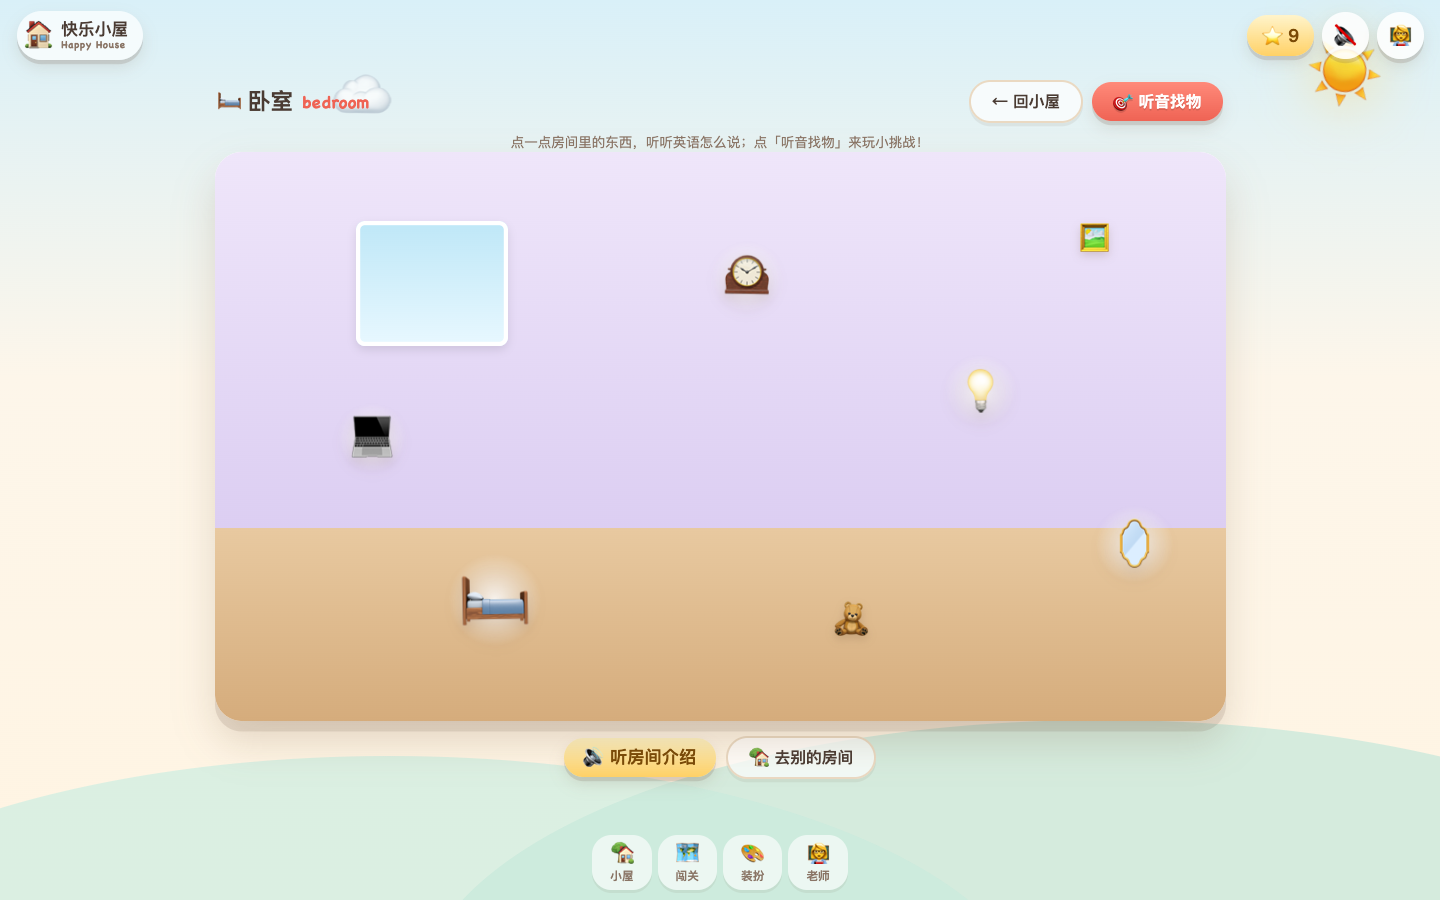 快乐小屋
Happy House
9
卧室 bedroom
← 回小屋
听音找物
点一点房间里的东西，听听英语怎么说；点「听音找物」来玩小挑战！
听房间介绍
去别的房间
小屋
闯关
装扮
老师